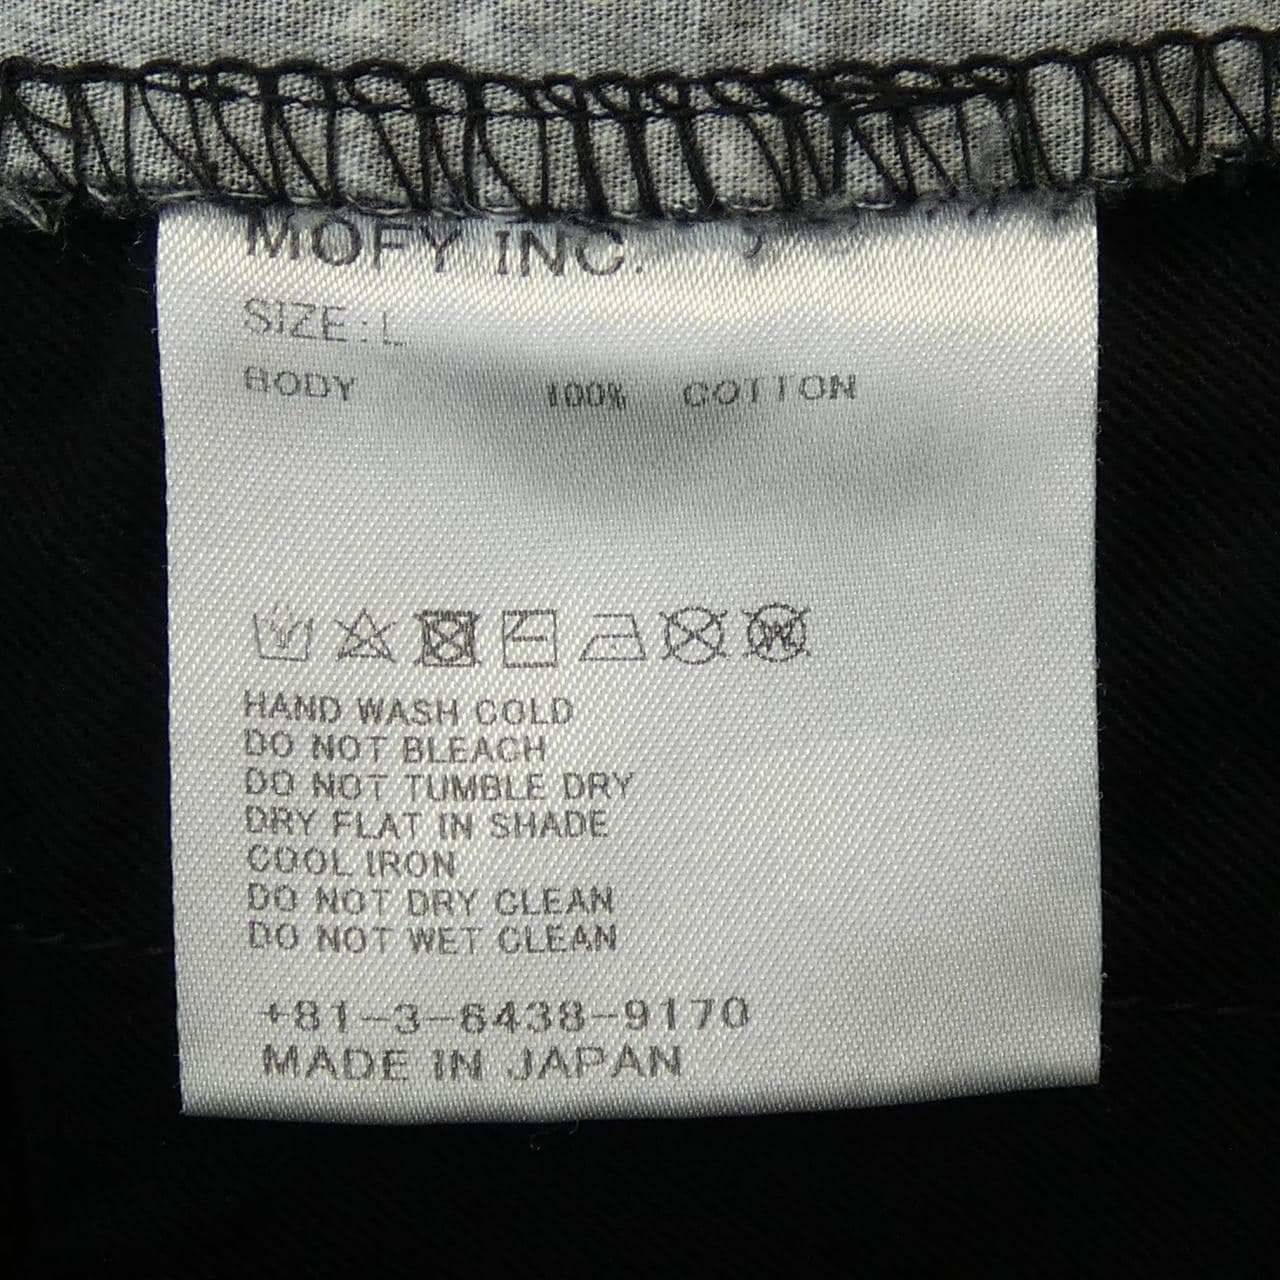 MOFY INC.
SIZE:L
BODY 100% COTTON
HAND WASH COLD
DO NOT BLEACH
DO NOT TUMBLE DRY
DRY FLAT IN SHADE
COOL IRON
DO NOT DRY CLEAN
DO NOT WET CLEAN
+81-3-6438-9170
MADE IN JAPAN